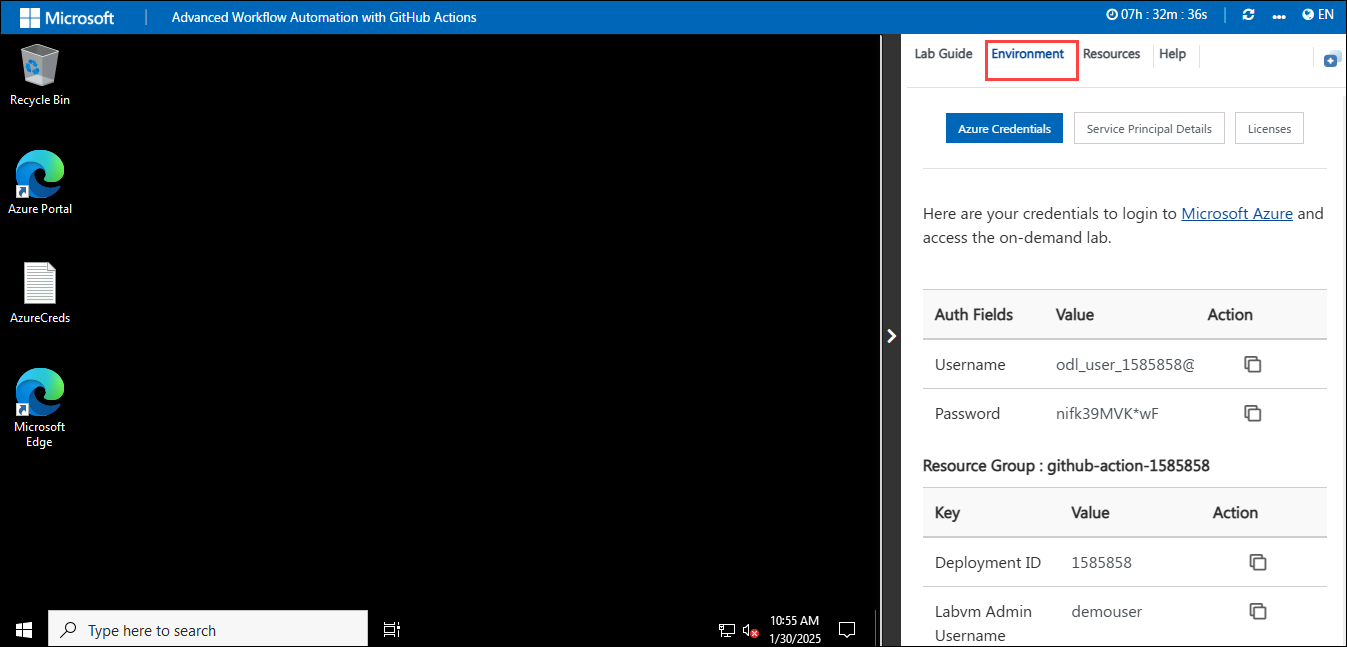 Microsoft | Advanced Workflow Automation with GitHub Actions
07h : 32m : 36s
EN
Recycle Bin
Azure Portal
AzureCreds
Microsoft
Edge
Type here to search
10:55 AM
1/30/2025
Lab Guide Environment Resources Help
Azure Credentials Service Principal Details Licenses
Here are your credentials to login to Microsoft Azure and
access the on-demand lab.
Auth Fields Value Action
Username odl_user_1585858@
Password nifk39MVK*wF
Resource Group : github-action-1585858
Key Value Action
Deployment ID 1585858
Labvm Admin demouser
Username